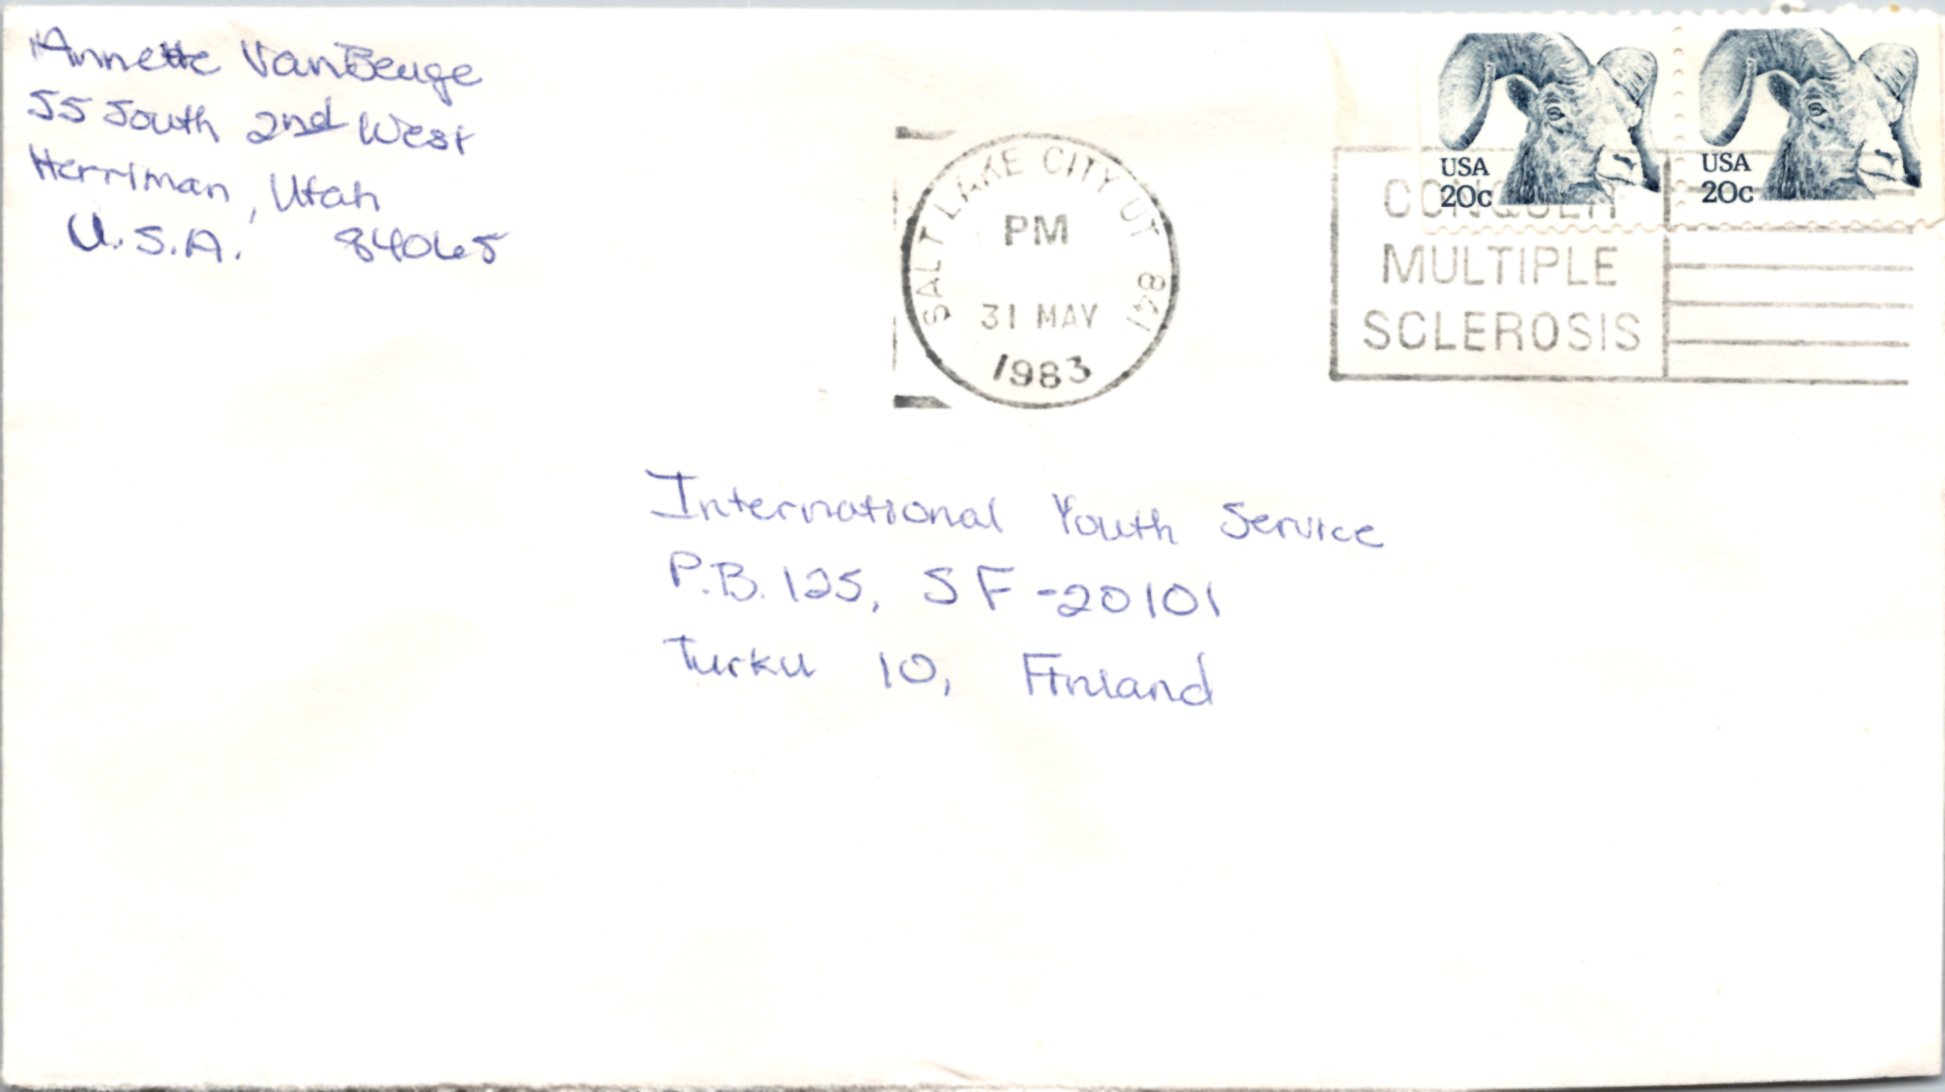 Annette VanBeuge
55 South 2nd West
Herriman, Utah
U.S.A. 84065
SALT LAKE CITY UT 841
PM
31 MAY
1983
USA
20c
USA
20c
CONQUER
MULTIPLE
SCLEROSIS
International Youth Service
P.B. 125, SF-20101
Turku 10, Finland